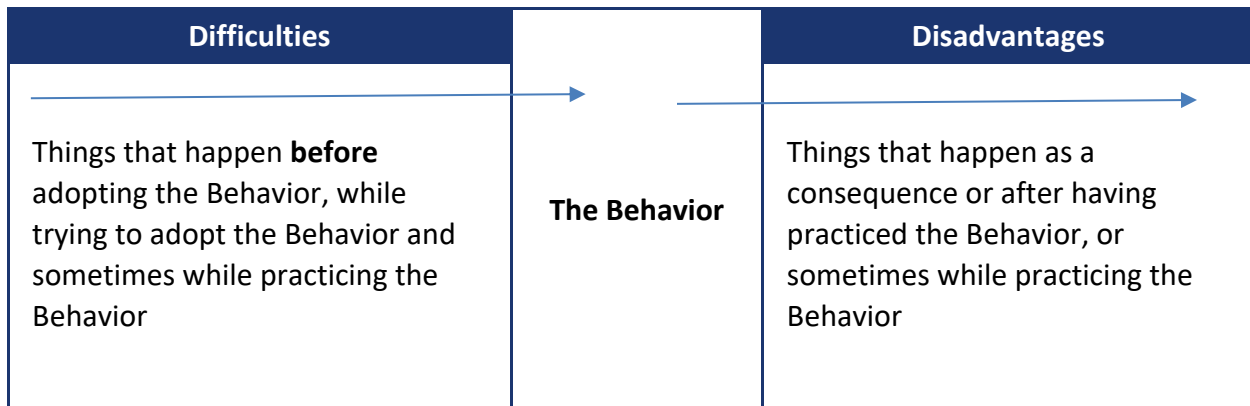 Difficulties
Disadvantages
Things that happen before
adopting the Behavior, while
trying to adopt the Behavior and
sometimes while practicing the
Behavior
The Behavior
Things that happen as a
consequence or after having
practiced the Behavior, or
sometimes while practicing the
Behavior